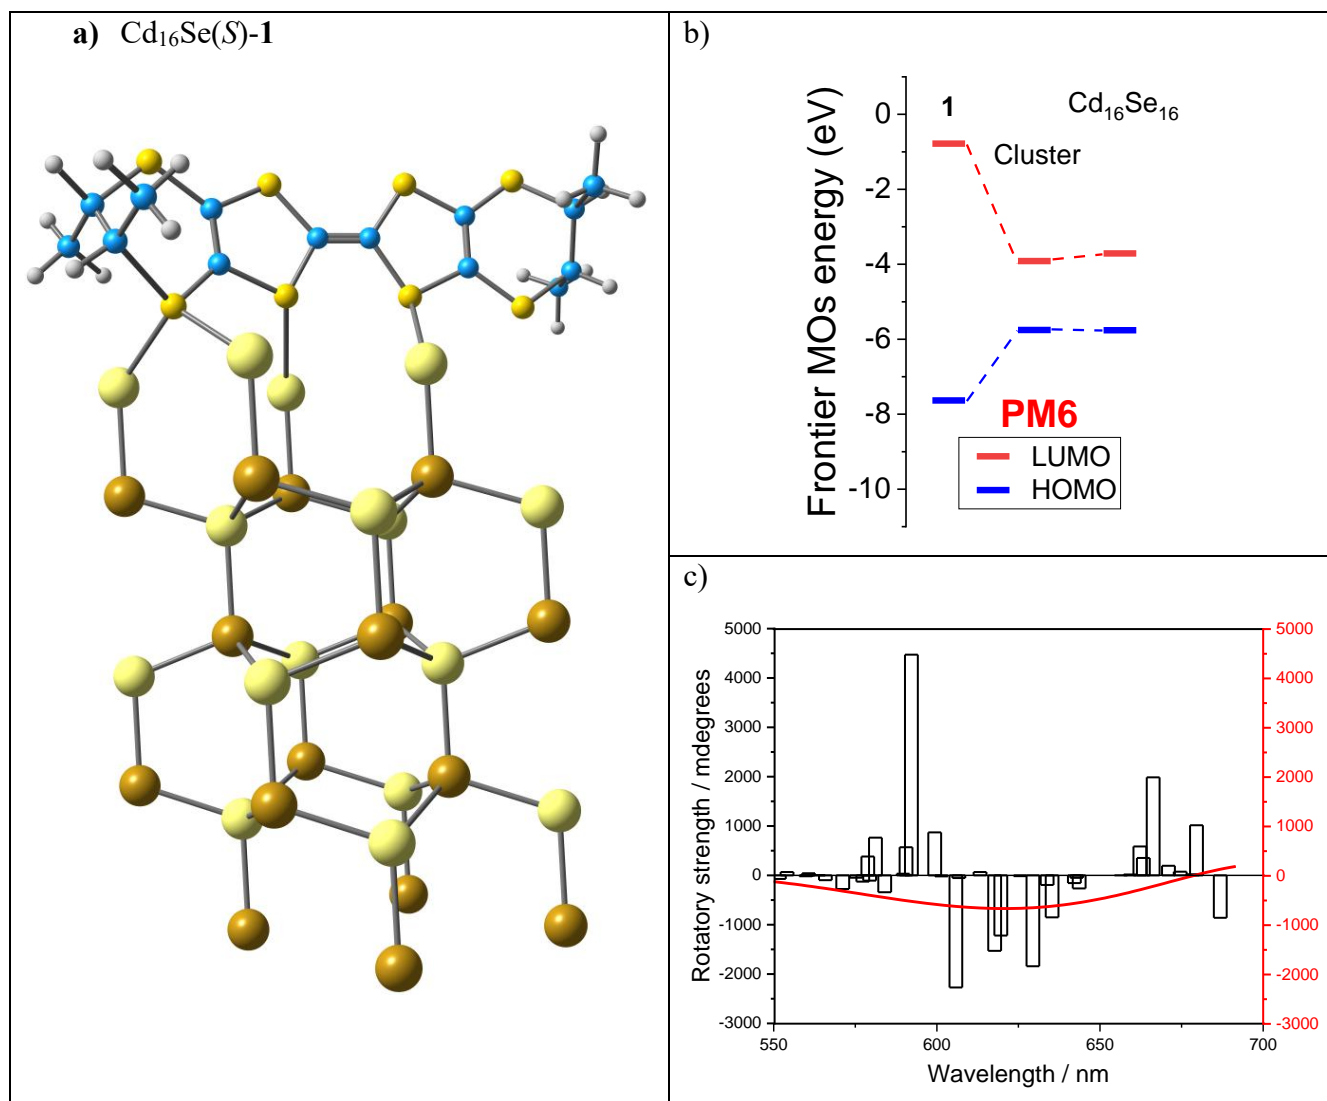 a) Cd₁₆Se(S)-1
b)
1
Cd₁₆Se₁₆
Cluster
Frontier MOs energy (eV)
0
-2
-4
-6
-8
-10
PM6
LUMO
HOMO
c)
Rotatory strength / mdegrees
5000
4000
3000
2000
1000
0
-1000
-2000
-3000
5000
4000
3000
2000
1000
0
-1000
-2000
-3000
550
600
650
700
Wavelength / nm